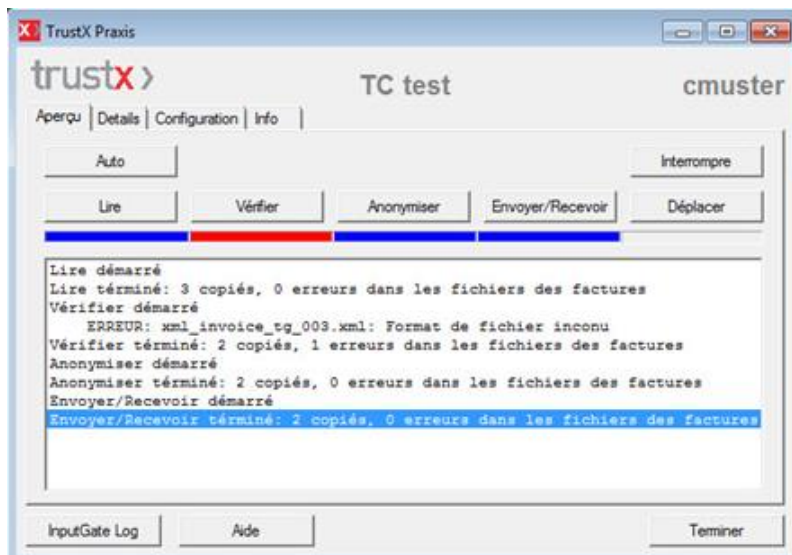 TrustX Praxis
trustx
TC test
cmuster
Aperçu
Details
Configuration
Info
Auto
Interrompre
Lire
Vérifier
Anonymiser
Envoyer/Recevoir
Déplacer
Lire démarré
Lire términé: 3 copiés, 0 erreurs dans les fichiers des factures
Vérifier démarré
ERREUR: xml_invoice_tg_003.xml: Format de fichier inconu
Vérifier términé: 2 copiés, 1 erreurs dans les fichiers des factures
Anonymiser démarré
Anonymiser términé: 2 copiés, 0 erreurs dans les fichiers des factures
Envoyer/Recevoir démarré
Envoyer/Recevoir términé: 2 copiés, 0 erreurs dans les fichiers des factures
InputGate Log
Aide
Terminer